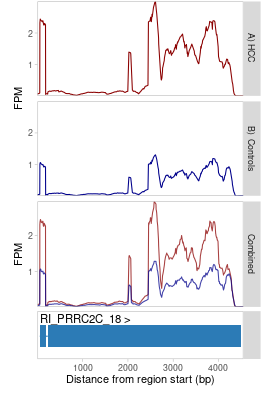 2
1
FPM
A) HCC
2
1
B) Controls
2
1
FPM
Combined
RI_PRRC2C_18 >
1000 2000 3000 4000
Distance from region start (bp)